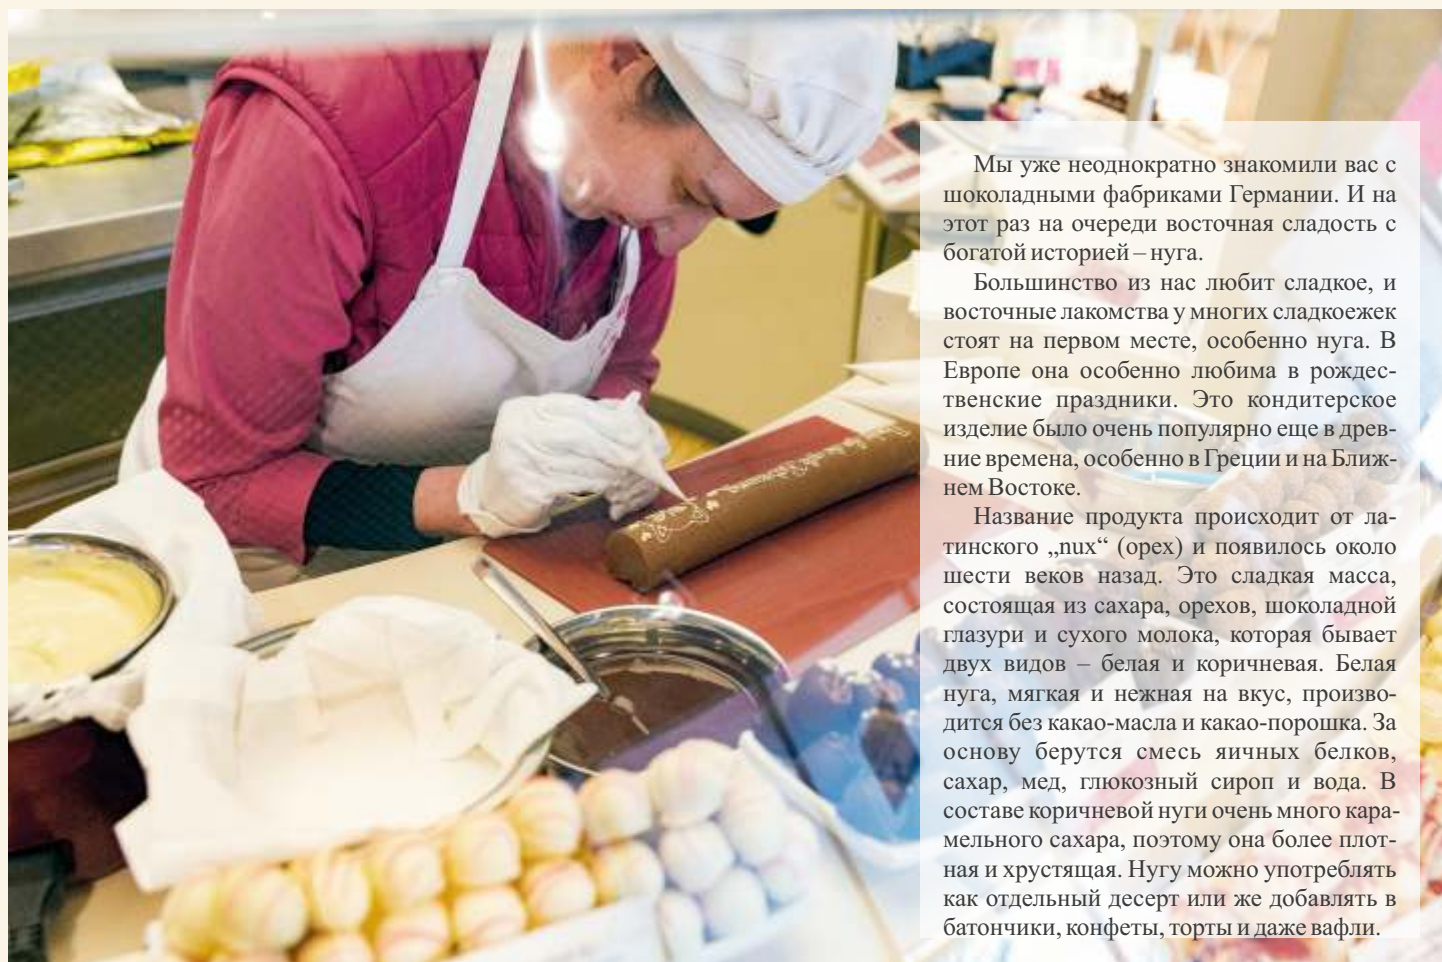 Мы уже неоднократно знакомили вас с
шоколадными фабриками Германии. И на
этот раз на очереди восточная сладость с
богатой историей – нуга.
Большинство из нас любит сладкое, и
восточные лакомства у многих сладкоежек
стоят на первом месте, особенно нуга. В
Европе она особенно любима в рождес-
твенские праздники. Это кондитерское
изделие было очень популярно еще в древ-
ние времена, особенно в Греции и на Ближ-
нем Востоке.
Название продукта происходит от ла-
тинского „nux“ (орех) и появилось около
шести веков назад. Это сладкая масса,
состоящая из сахара, орехов, шоколадной
глазури и сухого молока, которая бывает
двух видов – белая и коричневая. Белая
нуга, мягкая и нежная на вкус, произво-
дится без какао-масла и какао-порошка. За
основу берутся смесь яичных белков,
сахар, мед, глюкозный сироп и вода. В
составе коричневой нуги очень много кара-
мельного сахара, поэтому она более плот-
ная и хрустящая. Нугу можно употреблять
как отдельный десерт или же добавлять в
батончики, конфеты, торты и даже вафли.